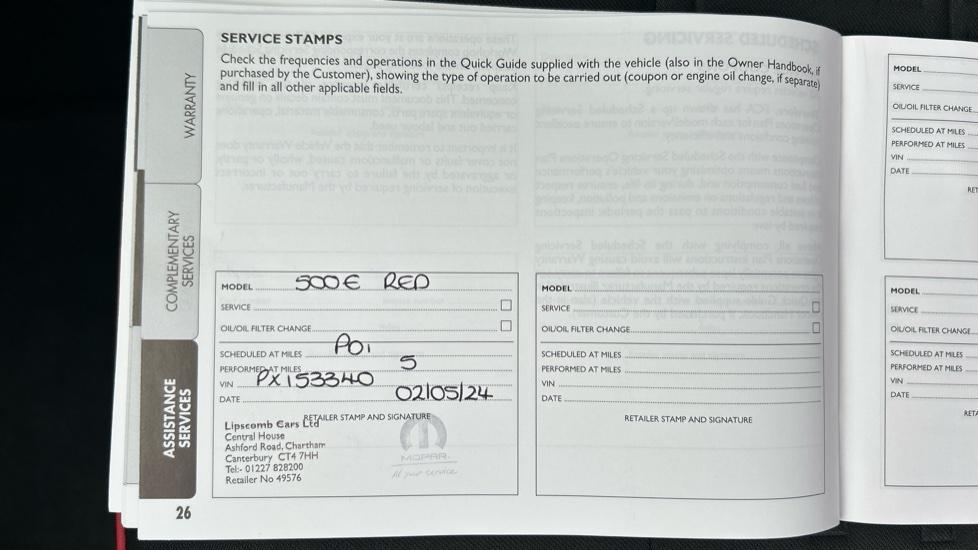 WARRANTY
COMPLEMENTARY
SERVICES
ASSISTANCE
SERVICES
SERVICE STAMPS
Check the frequencies and operations in the Quick Guide supplied with the vehicle (also in the Owner Handbook, if
purchased by the Customer), showing the type of operation to be carried out (coupon or engine oil change, if separate)
and fill in all other applicable fields.
MODEL 500E RED
SERVICE
OIL/OIL FILTER CHANGE
SCHEDULED AT MILES PDI
PERFORMED AT MILES 5
VIN PX153340
DATE 02/05/24
RETAILER STAMP AND SIGNATURE
Lipscomb Cars Ltd
Central House
Ashford Road, Chartham
Canterbury CT4 7HH
Tel:- 01227 828200
Retailer No 49576
MOPAR.
At your service
MODEL
SERVICE
OIL/OIL FILTER CHANGE
SCHEDULED AT MILES
PERFORMED AT MILES
VIN
DATE
RETAILER STAMP AND SIGNATURE
26
MODEL
SERVICE
OIL/OIL FILTER CHANGE
SCHEDULED AT MILES
PERFORMED AT MILES
VIN
DATE
RET
MODEL
SERVICE
OIL/OIL FILTER CHANGE
SCHEDULED AT MILES
PERFORMED AT MILES
VIN
DATE
RETA